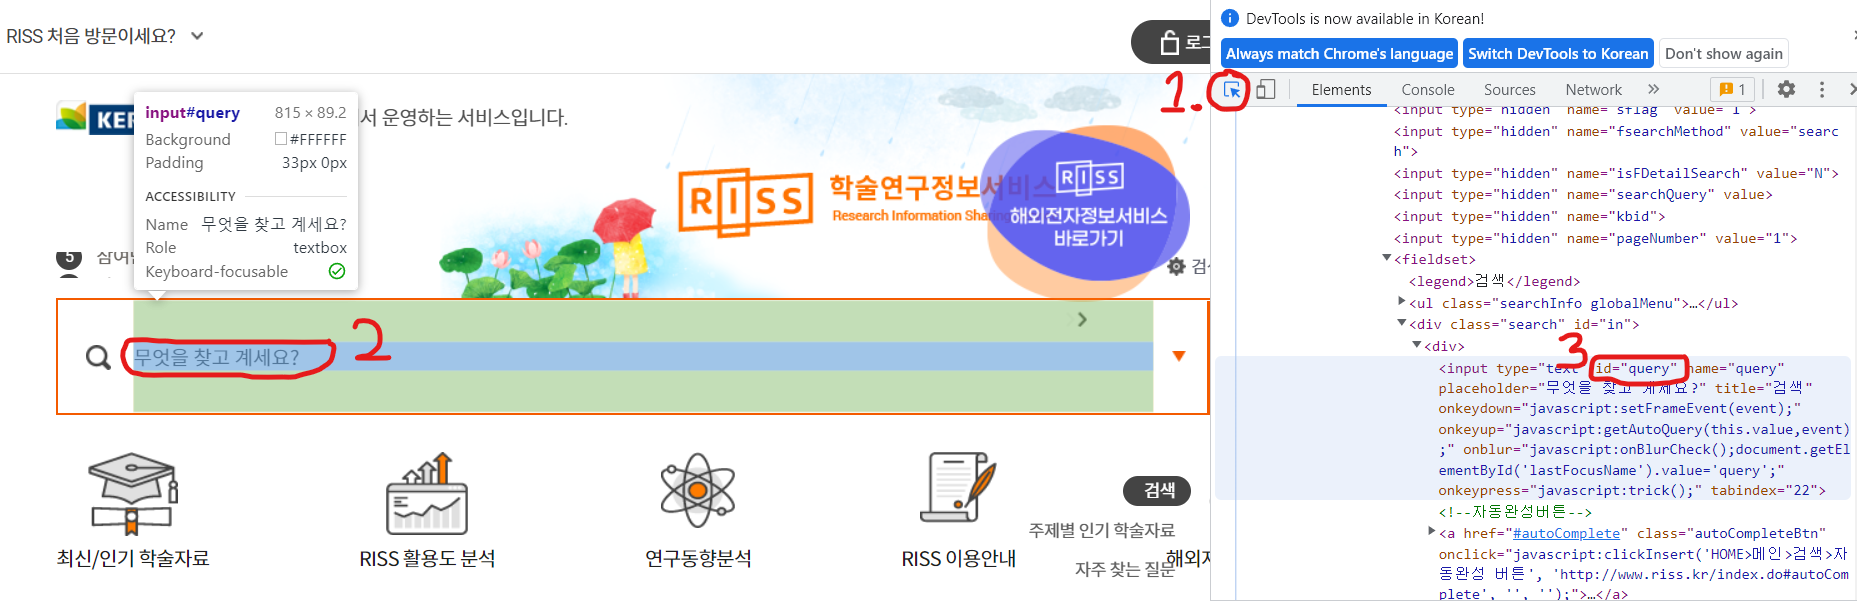 RISS 처음 방문이세요?
로그
KER
서 운영하는 서비스입니다.
input#query 815 × 89.2
Background #FFFFFF
Padding 33px 0px
ACCESSIBILITY
Name 무엇을 찾고 계세요?
Role textbox
Keyboard-focusable
RISS 학술연구정보서비스
Research Information Sharing
RISS
해외전자정보서비스
바로가기
5
검색
무엇을 찾고 계세요?
2
최신/인기 학술자료
RISS 활용도 분석
연구동향분석
RISS 이용안내
검색
주제별 인기 학술자료
해외자
자주 찾는 질문
DevTools is now available in Korean!
Always match Chrome's language
Switch DevTools to Korean
Don't show again
1.
Elements Console Sources Network » 1
<input type="hidden" name="sflag" value="1">
<input type="hidden" name="fsearchMethod" value="searc
h">
<input type="hidden" name="isFDetailSearch" value="N">
<input type="hidden" name="searchQuery" value>
<input type="hidden" name="kbid">
<input type="hidden" name="pageNumber" value="1">
<fieldset>
<legend>검색</legend>
<ul class="searchInfo globalMenu">…</ul>
<div class="search" id="in">
<div>
3
<input type="text" id="query" name="query"
placeholder="무엇을 찾고 계세요?" title="검색"
onkeydown="javascript:setFrameEvent(event);"
onkeyup="javascript:getAutoQuery(this.value,event)
;" onblur="javascript:onBlurCheck();document.getEl
ementById('lastFocusName').value='query';"
onkeypress="javascript:trick();" tabindex="22">
<!--자동완성버튼-->
<a href="#autoComplete" class="autoCompleteBtn"
onclick="javascript:clickInsert('HOME>메인>검색>자
동완성 버튼', 'http://www.riss.kr/index.do#autoCom
plete', '', '');">…</a>